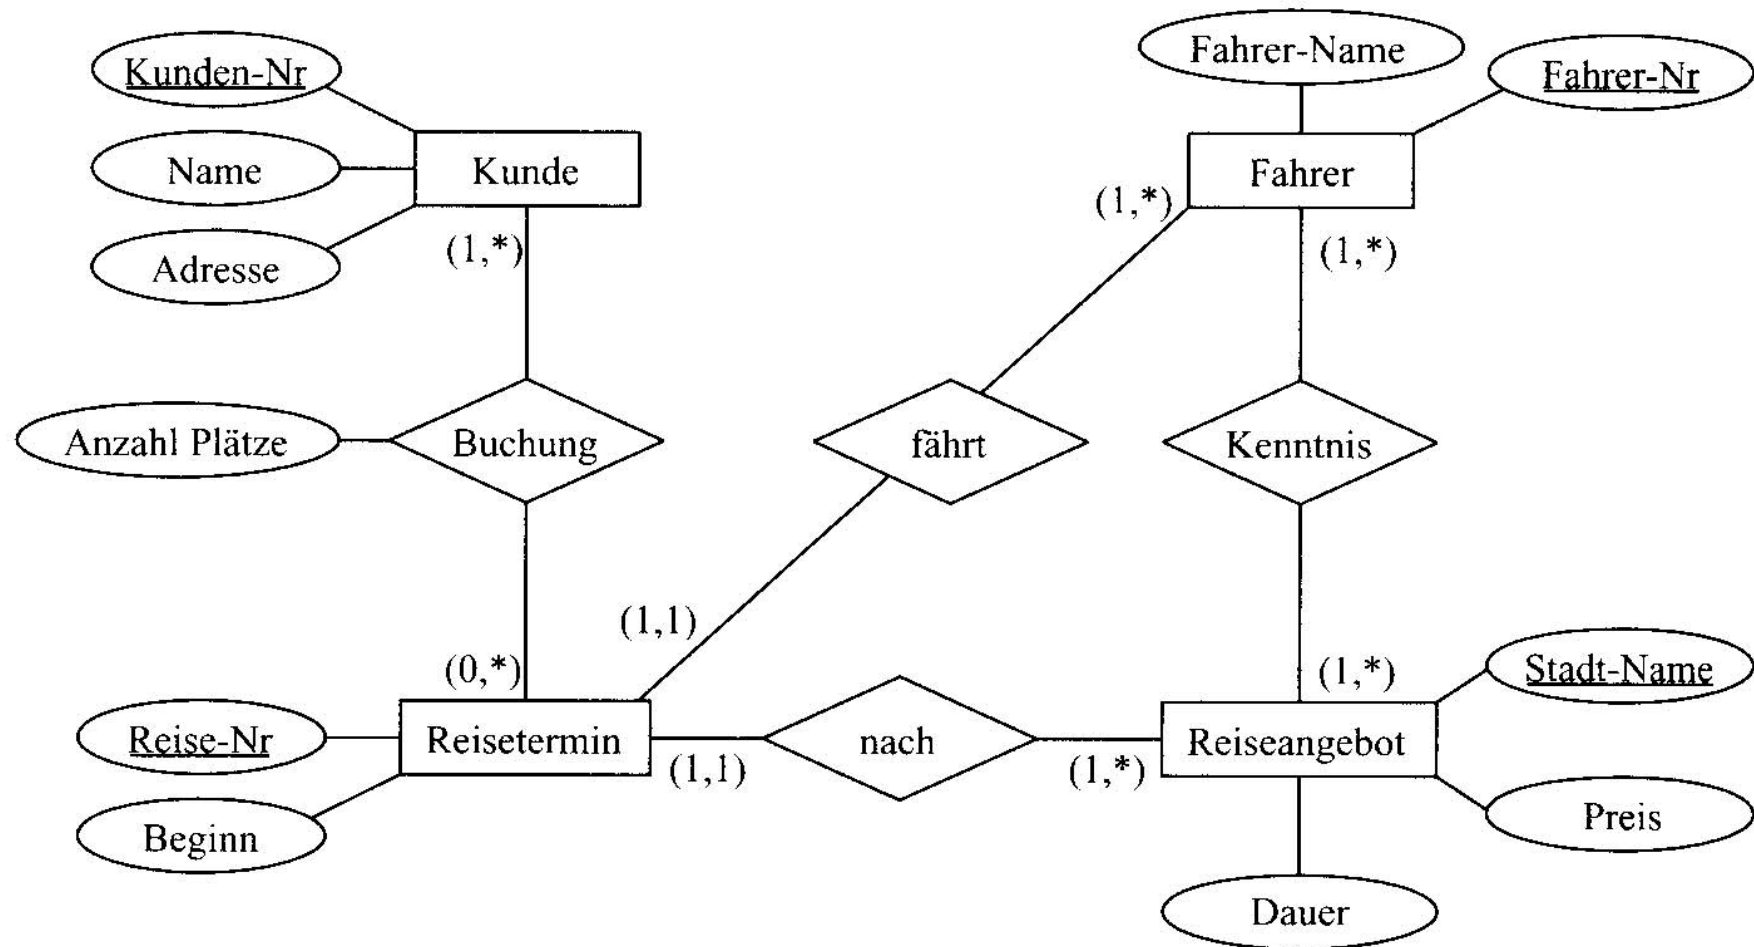 Kunden-Nr
Name
Adresse
Kunde
(1,*)
Anzahl Plätze
Buchung
(0,*)
Reise-Nr
Beginn
Reisetermin
(1,1)
(1,1)
nach
(1,*)
fährt
(1,*)
Fahrer-Name
Fahrer-Nr
Fahrer
(1,*)
Kenntnis
(1,*)
Reiseangebot
Stadt-Name
Preis
Dauer